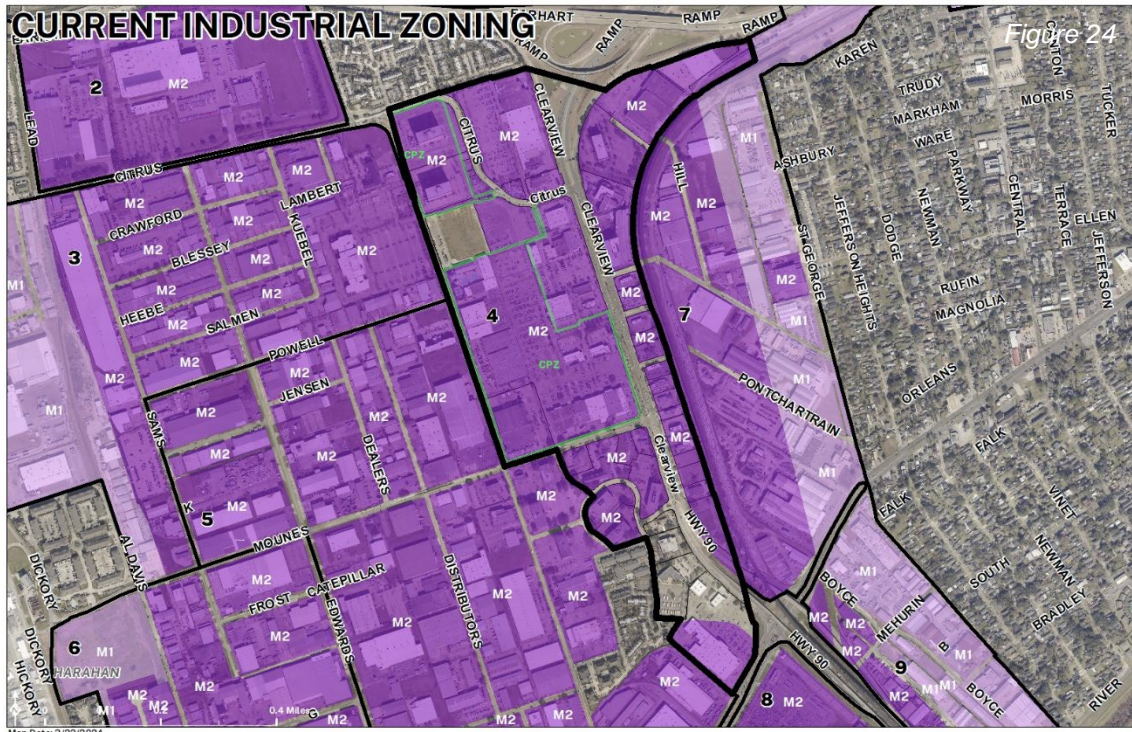 CURRENT INDUSTRIAL ZONING
Figure 24
EARHART
RAMP
RAMP
RAMP
RAMP
2
M2
LEAD
CITRUS
M2
M2
M2
CRAWFORD
LAMBERT
KUEBEL
BLESSEY
M2
M2
M2
3
M2
M2
HEEBE
SALMEN
M2
M2
M2
M1
M2
M1
POWELL
CITRUS
Citrus
CLEARVIEW
CLEARVIEW
Clearview
M2
M2
CPZ
4
M2
CPZ
M2
M2
M2
M2
M2
M2
HILL
M2
M2
M1
7
M2
M1
M1
M1
PONTCHARTRAIN
ST GEORGE
ASHBURY
KAREN
TRUDY
MARKHAM
WARE
MORRIS
CLINTON
TUCKER
PARKWAY
NEWMAN
CENTRAL
TERRACE
ELLEN
JEFFERSON
DODGE
JEFFERSON HEIGHTS
RUFIN
MAGNOLIA
ORLEANS
FALK
FALK
VINET
NEWMAN
SOUTH
BRADLEY
RIVER
JENSEN
M2
M2
M2
M2
M2
M2
M2
DEALERS
SAMS
K
5
MOUNES
M2
FROST
CATEPILLAR
M2
M2
EDWARDS
DISTRIBUTORS
M2
M2
M2
AL DAVIS
DICKORY
DICKORY
HICKORY
6
M1
HARAHAN
M2
M2
M1
M2
M2
G
M2
M2
M2
0.4 Miles
HWY 90
HWY 90
8
M2
BOYCE
M1
MEHURIN
M2
M2
M2
B
M1
9
M1
M1
M2
BOYCE